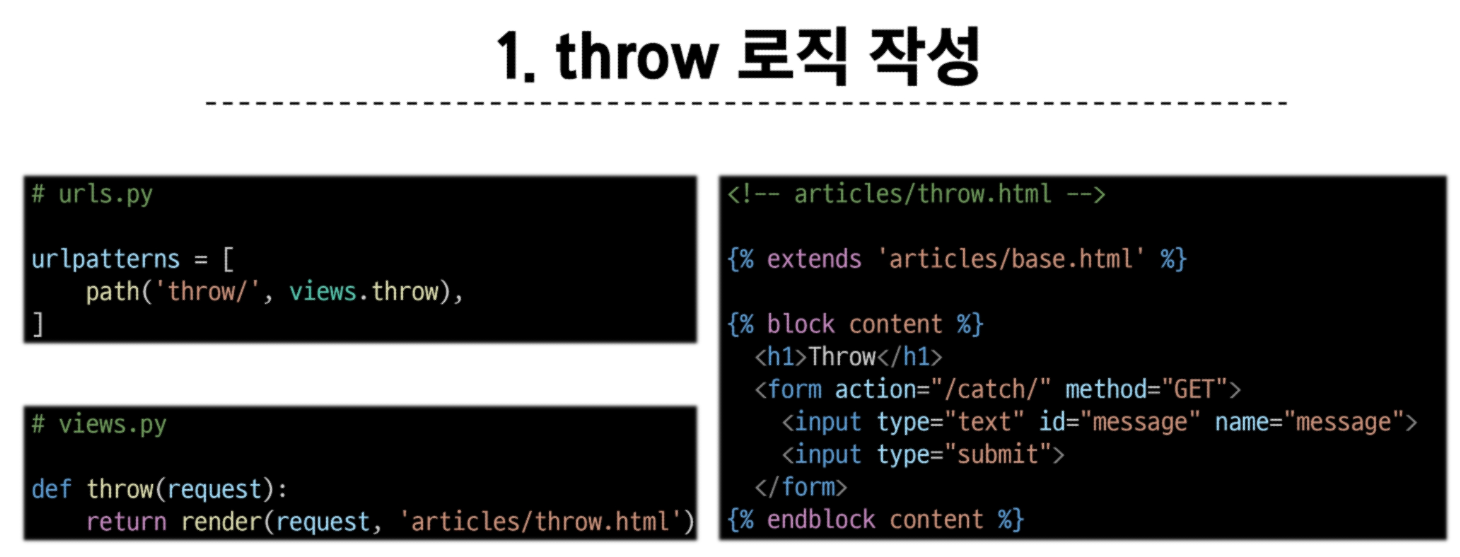 1. throw 로직 작성
# urls.py
urlpatterns = [
    path('throw/', views.throw),
]
# views.py
def throw(request):
    return render(request, 'articles/throw.html')
<!-- articles/throw.html -->
{% extends 'articles/base.html' %}
{% block content %}
  <h1>Throw</h1>
  <form action="/catch/" method="GET">
    <input type="text" id="message" name="message">
    <input type="submit">
  </form>
{% endblock content %}